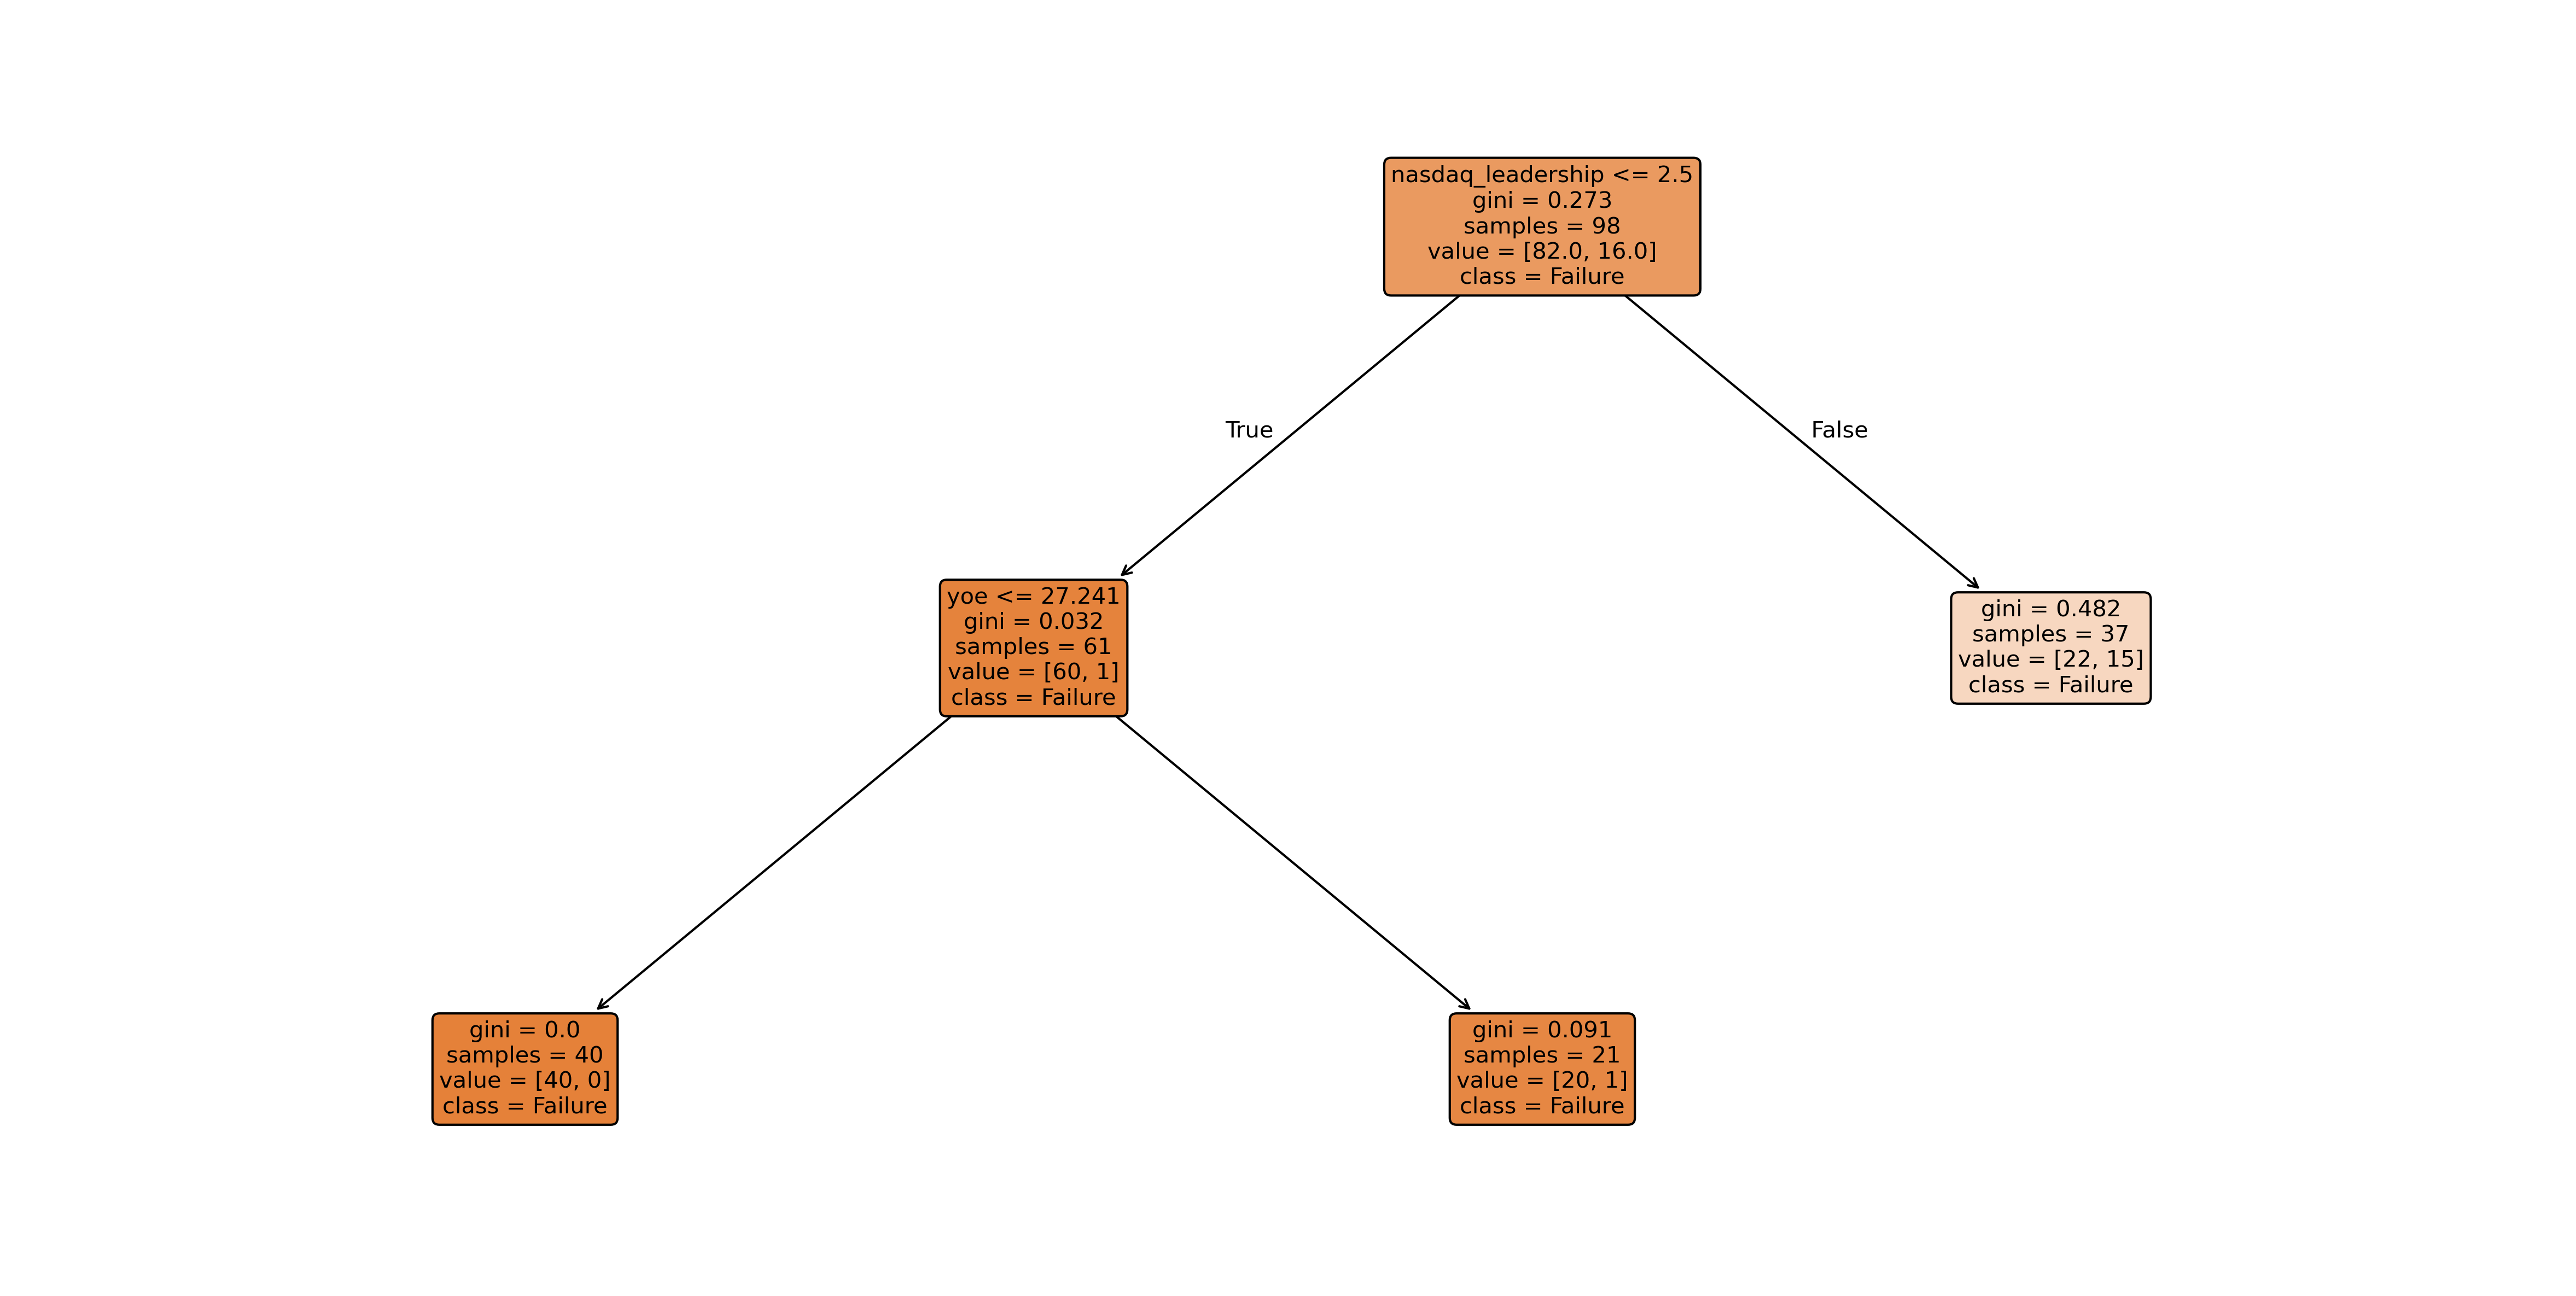 nasdaq_leadership <= 2.5
gini = 0.273
samples = 98
value = [82.0, 16.0]
class = Failure
True
False
yoe <= 27.241
gini = 0.032
samples = 61
value = [60, 1]
class = Failure
gini = 0.482
samples = 37
value = [22, 15]
class = Failure
gini = 0.0
samples = 40
value = [40, 0]
class = Failure
gini = 0.091
samples = 21
value = [20, 1]
class = Failure